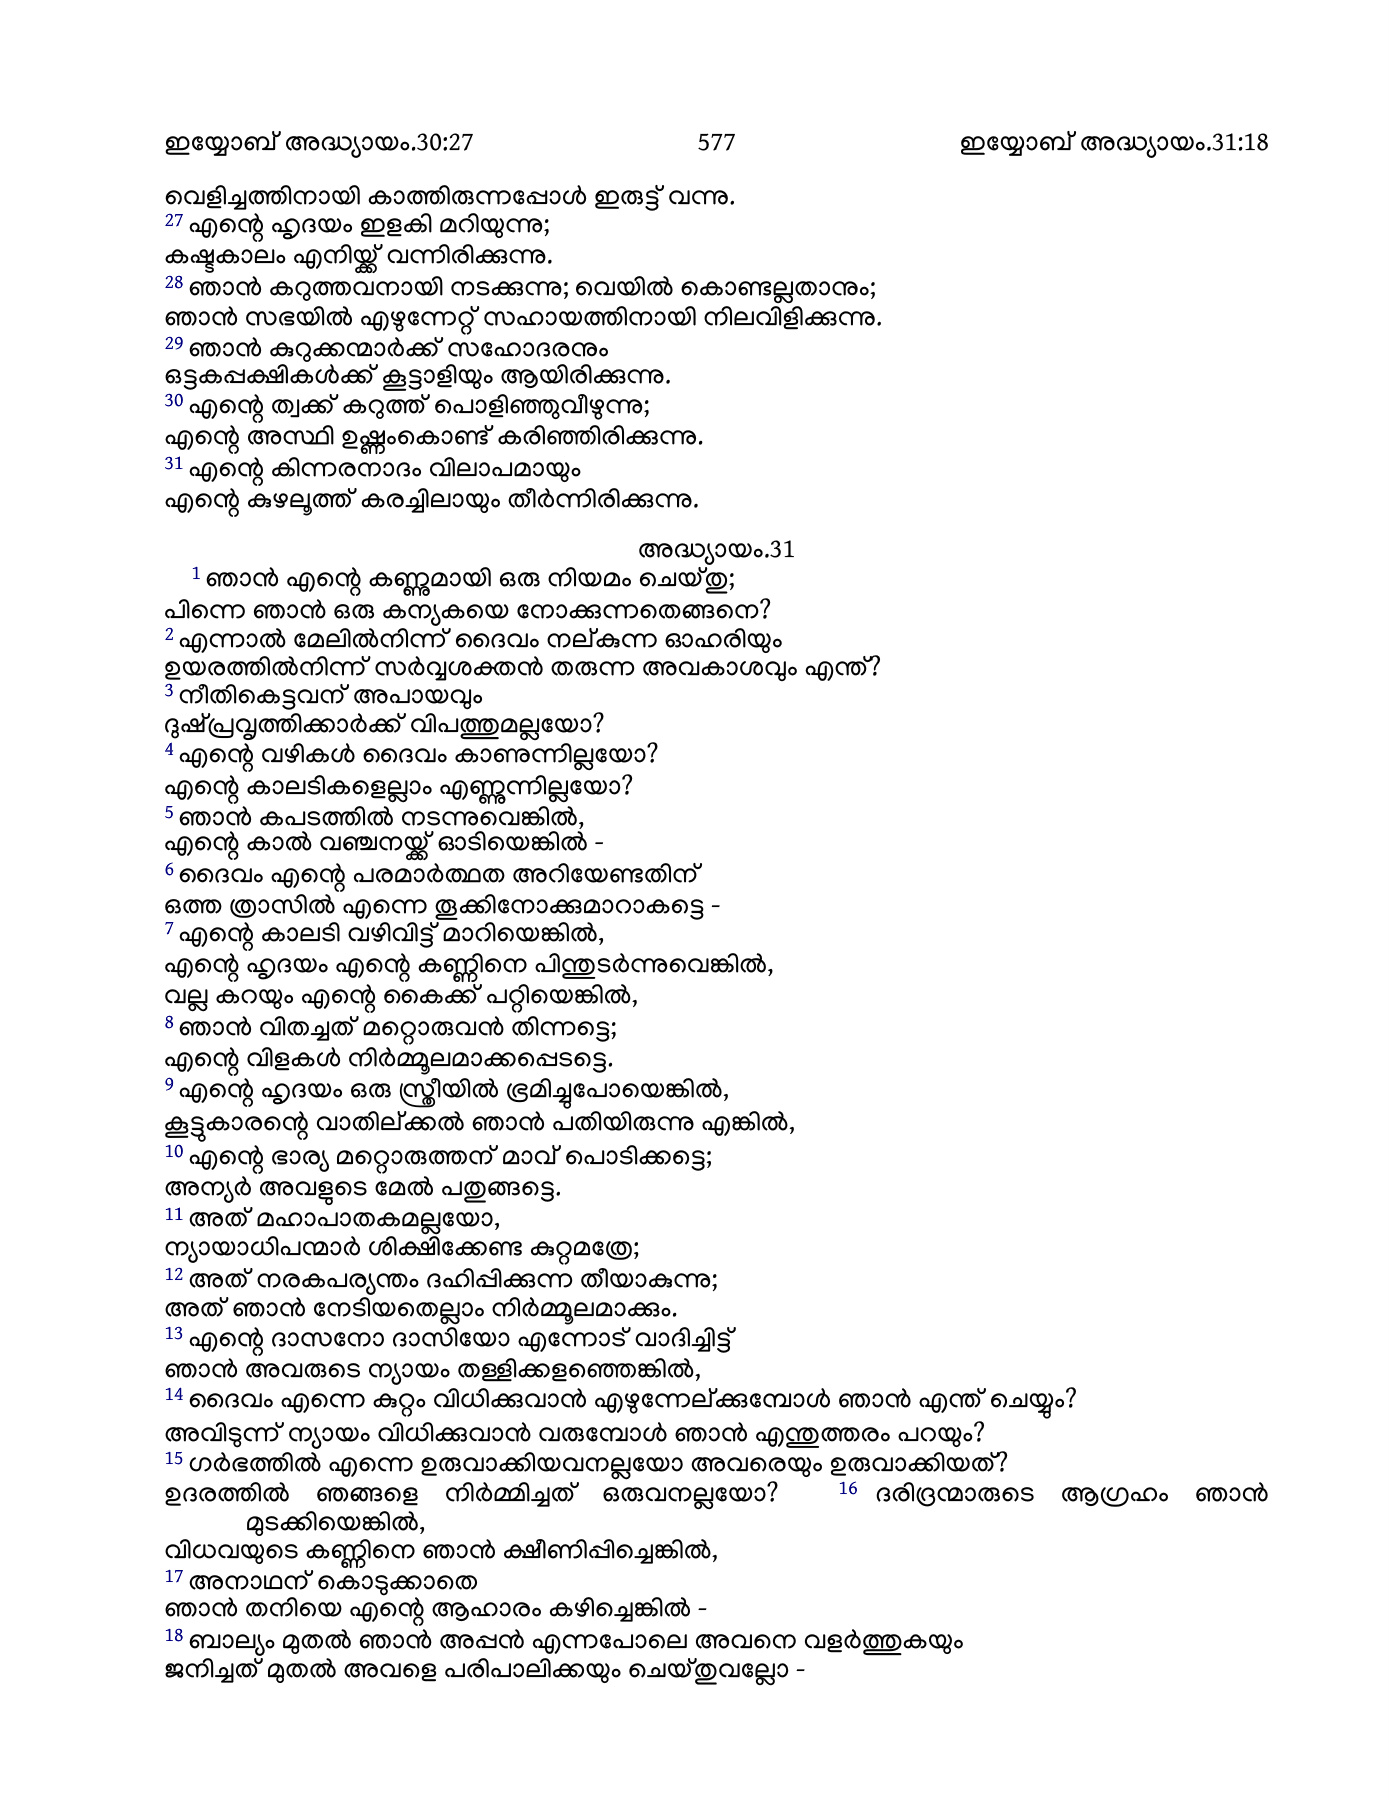 ഇയ്യോബ് അദ്ധ്യായം.30:27 577 ഇയ്യോബ് അദ്ധ്യായം.31:18
വെളിച്ചത്തിനായി കാത്തിരുന്നപ്പോൾ ഇരുട്ട് വന്നു.
27 എന്റെ ഹൃദയം ഇളകി മറിയുന്നു;
കഷ്ടകാലം എനിയ്ക്ക് വന്നിരിക്കുന്നു.
28 ഞാൻ കറുത്തവനായി നടക്കുന്നു; വെയിൽ കൊണ്ടല്ലതാനും;
ഞാൻ സഭയിൽ എഴുന്നേറ്റ് സഹായത്തിനായി നിലവിളിക്കുന്നു.
29 ഞാൻ കുറുക്കന്മാർക്ക് സഹോദരനും
ഒട്ടകപ്പക്ഷികൾക്ക് കൂട്ടാളിയും ആയിരിക്കുന്നു.
30 എന്റെ ത്വക്ക് കറുത്ത് പൊളിഞ്ഞുവീഴുന്നു;
എന്റെ അസ്ഥി ഉഷ്ണംകൊണ്ട് കരിഞ്ഞിരിക്കുന്നു.
31 എന്റെ കിന്നരനാദം വിലാപമായും
എന്റെ കുഴലൂത്ത് കരച്ചിലായും തീർന്നിരിക്കുന്നു.
അദ്ധ്യായം.31
1 ഞാൻ എന്റെ കണ്ണുമായി ഒരു നിയമം ചെയ്തു;
പിന്നെ ഞാൻ ഒരു കന്യകയെ നോക്കുന്നതെങ്ങനെ?
2 എന്നാൽ മേലിൽനിന്ന് ദൈവം നല്കുന്ന ഓഹരിയും
ഉയരത്തിൽനിന്ന് സർവ്വശക്തൻ തരുന്ന അവകാശവും എന്ത്?
3 നീതികെട്ടവന് അപായവും
ദുഷ്പ്രവൃത്തിക്കാർക്ക് വിപത്തുമല്ലയോ?
4 എന്റെ വഴികൾ ദൈവം കാണുന്നില്ലയോ?
എന്റെ കാലടികളെല്ലാം എണ്ണുന്നില്ലയോ?
5 ഞാൻ കപടത്തിൽ നടന്നുവെങ്കിൽ,
എന്റെ കാൽ വഞ്ചനയ്ക്ക് ഓടിയെങ്കിൽ -
6 ദൈവം എന്റെ പരമാർത്ഥത അറിയേണ്ടതിന്
ഒത്ത ത്രാസിൽ എന്നെ തൂക്കിനോക്കുമാറാകട്ടെ -
7 എന്റെ കാലടി വഴിവിട്ട് മാറിയെങ്കിൽ,
എന്റെ ഹൃദയം എന്റെ കണ്ണിനെ പിന്തുടർന്നുവെങ്കിൽ,
വല്ല കറയും എന്റെ കൈക്ക് പറ്റിയെങ്കിൽ,
8 ഞാൻ വിതച്ചത് മറ്റൊരുവൻ തിന്നട്ടെ;
എന്റെ വിളകൾ നിർമ്മൂലമാക്കപ്പെടട്ടെ.
9 എന്റെ ഹൃദയം ഒരു സ്ത്രീയിൽ ഭ്രമിച്ചുപോയെങ്കിൽ,
കൂട്ടുകാരന്റെ വാതില്ക്കൽ ഞാൻ പതിയിരുന്നു എങ്കിൽ,
10 എന്റെ ഭാര്യ മറ്റൊരുത്തന് മാവ് പൊടിക്കട്ടെ;
അന്യർ അവളുടെ മേൽ പതുങ്ങട്ടെ.
11 അത് മഹാപാതകമല്ലയോ,
ന്യായാധിപന്മാർ ശിക്ഷിക്കേണ്ട കുറ്റമത്രേ;
12 അത് നരകപര്യന്തം ദഹിപ്പിക്കുന്ന തീയാകുന്നു;
അത് ഞാൻ നേടിയതെല്ലാം നിർമ്മൂലമാക്കും.
13 എന്റെ ദാസനോ ദാസിയോ എന്നോട് വാദിച്ചിട്ട്
ഞാൻ അവരുടെ ന്യായം തള്ളിക്കളഞ്ഞെങ്കിൽ,
14 ദൈവം എന്നെ കുറ്റം വിധിക്കുവാൻ എഴുന്നേല്ക്കുമ്പോൾ ഞാൻ എന്ത് ചെയ്യും?
അവിടുന്ന് ന്യായം വിധിക്കുവാൻ വരുമ്പോൾ ഞാൻ എന്തുത്തരം പറയും?
15 ഗർഭത്തിൽ എന്നെ ഉരുവാക്കിയവനല്ലയോ അവരെയും ഉരുവാക്കിയത്?
ഉദരത്തിൽ ഞങ്ങളെ നിർമ്മിച്ചത് ഒരുവനല്ലയോ? 16 ദരിദ്രന്മാരുടെ ആഗ്രഹം ഞാൻ
മുടക്കിയെങ്കിൽ,
വിധവയുടെ കണ്ണിനെ ഞാൻ ക്ഷീണിപ്പിച്ചെങ്കിൽ,
17 അനാഥന് കൊടുക്കാതെ
ഞാൻ തനിയെ എന്റെ ആഹാരം കഴിച്ചെങ്കിൽ -
18 ബാല്യം മുതൽ ഞാൻ അപ്പൻ എന്നപോലെ അവനെ വളർത്തുകയും
ജനിച്ചത് മുതൽ അവളെ പരിപാലിക്കയും ചെയ്തുവല്ലോ -